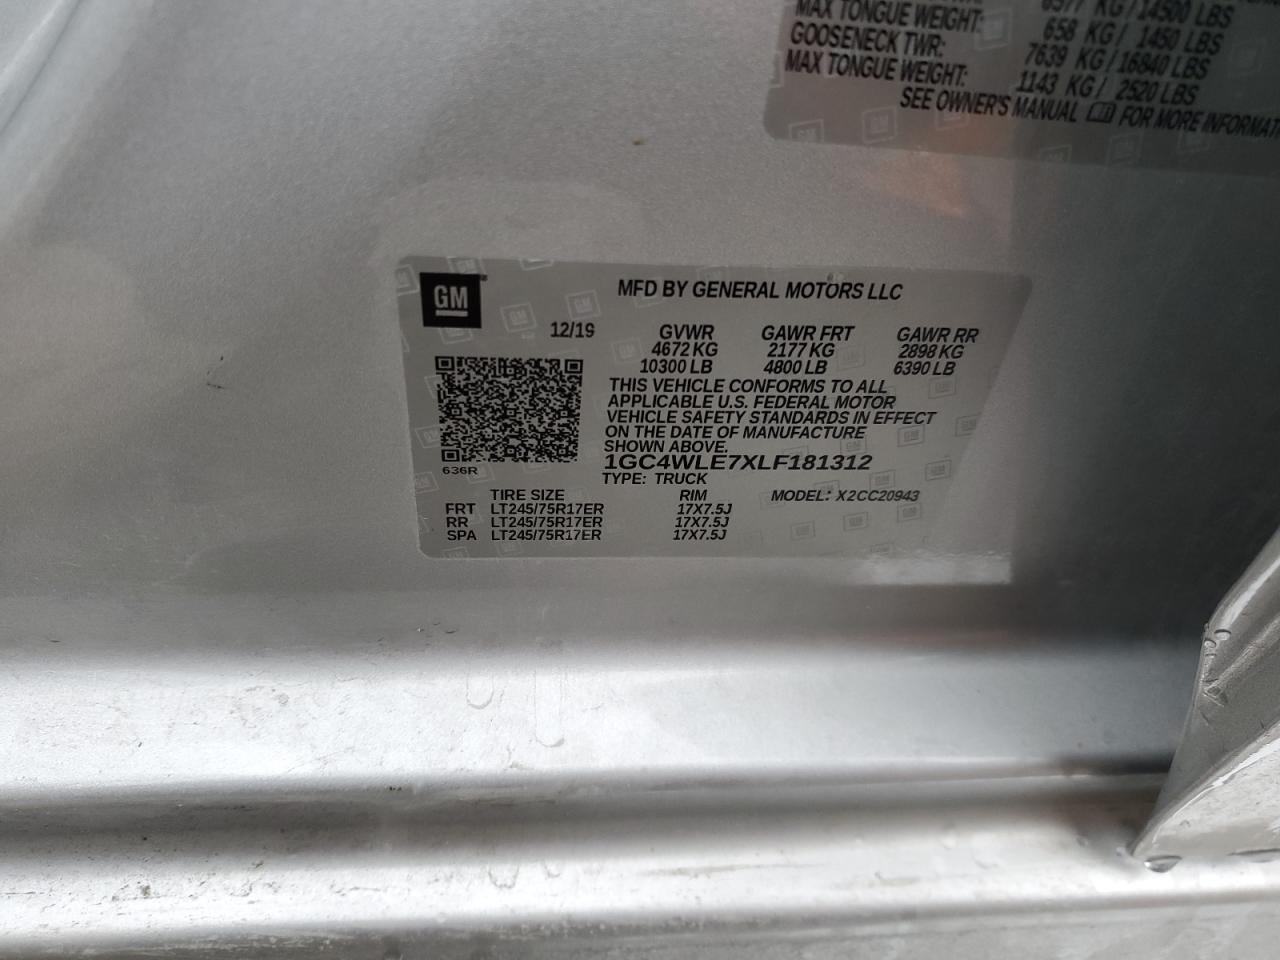 6577 KG/14500 LBS
MAX TONGUE WEIGHT: 658 KG/ 1450 LBS
GOOSENECK TWR: 7639 KG/16840 LBS
MAX TONGUE WEIGHT: 1143 KG/ 2520 LBS
SEE OWNER'S MANUAL FOR MORE INFORMAT
GM
MFD BY GENERAL MOTORS LLC
12/19 GVWR GAWR FRT GAWR RR
4672 KG 2177 KG 2898 KG
10300 LB 4800 LB 6390 LB
THIS VEHICLE CONFORMS TO ALL
APPLICABLE U.S. FEDERAL MOTOR
VEHICLE SAFETY STANDARDS IN EFFECT
ON THE DATE OF MANUFACTURE
SHOWN ABOVE.
1GC4WLE7XLF181312
636R
TYPE: TRUCK
TIRE SIZE RIM MODEL: X2CC20943
FRT LT245/75R17ER 17X7.5J
RR LT245/75R17ER 17X7.5J
SPA LT245/75R17ER 17X7.5J